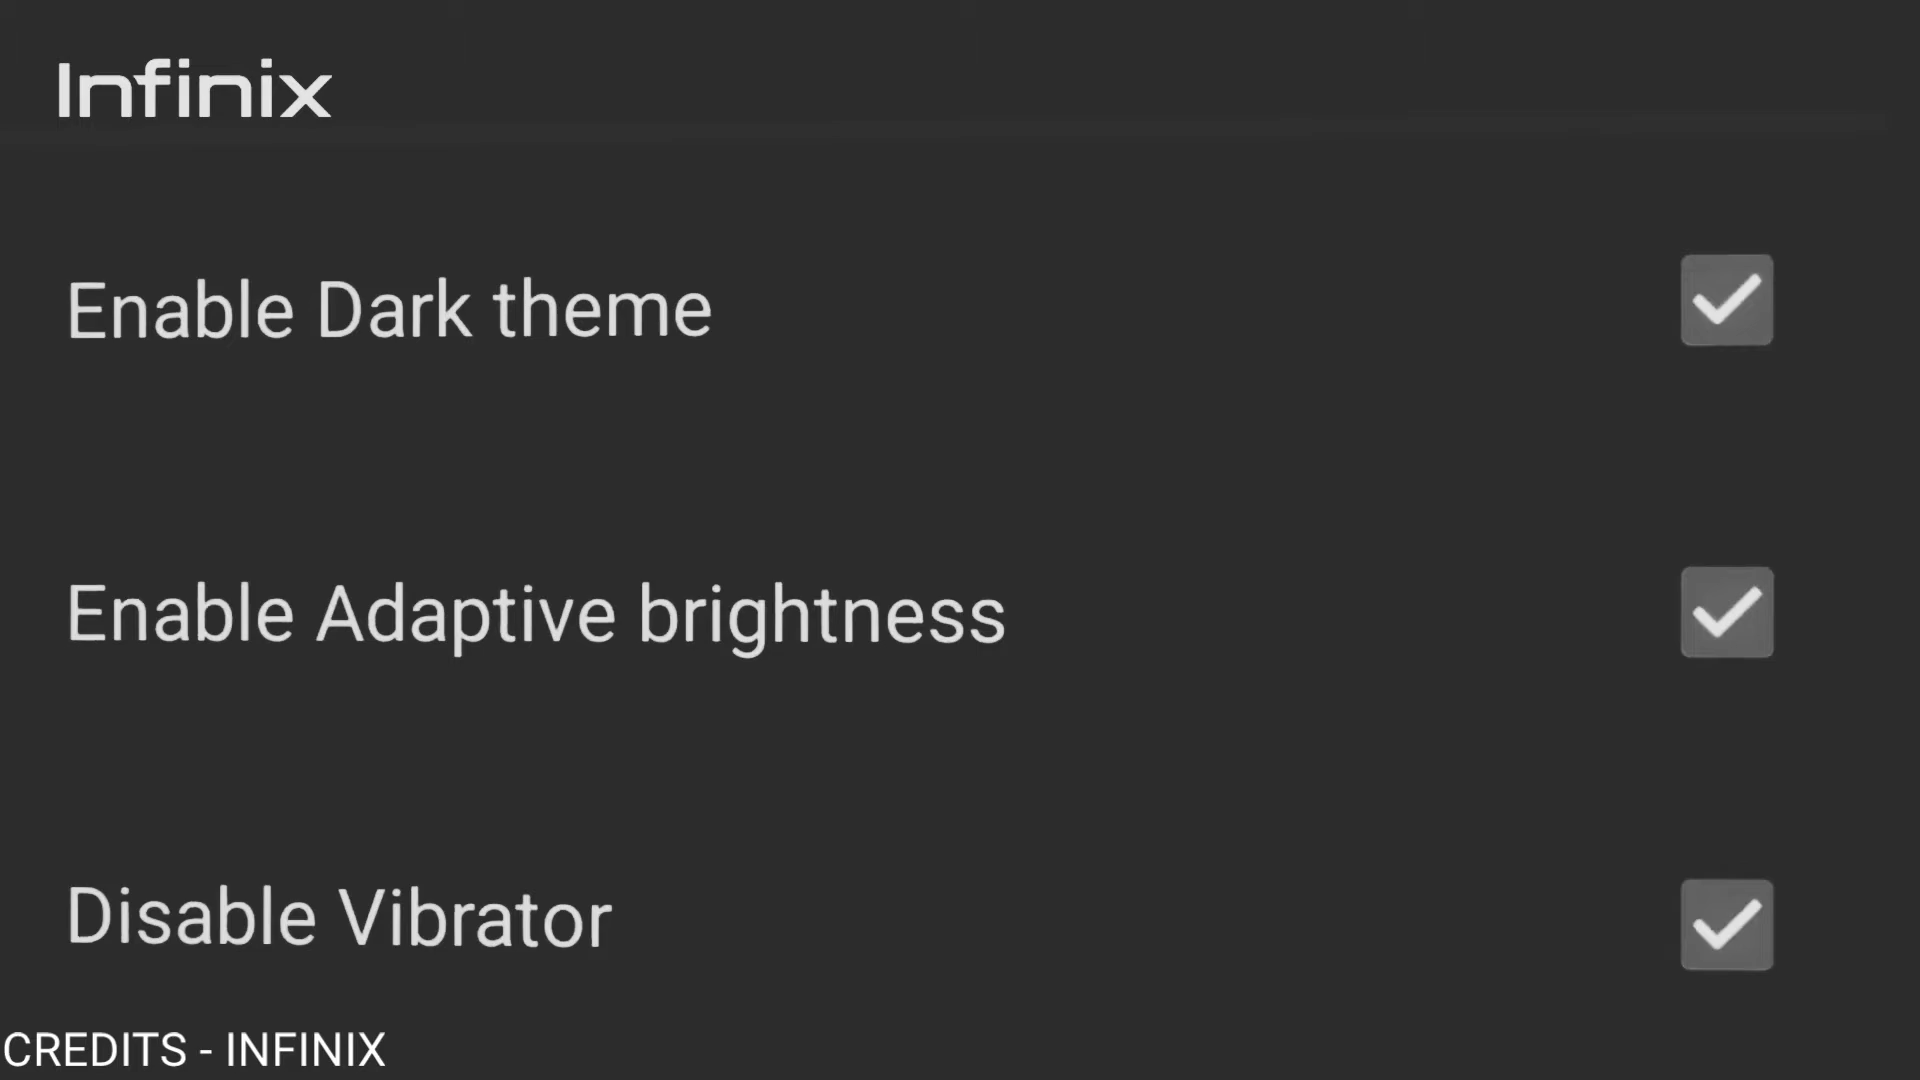 Infinix
Enable Dark theme
Enable Adaptive brightness
Disable Vibrator
CREDITS - INFINIX